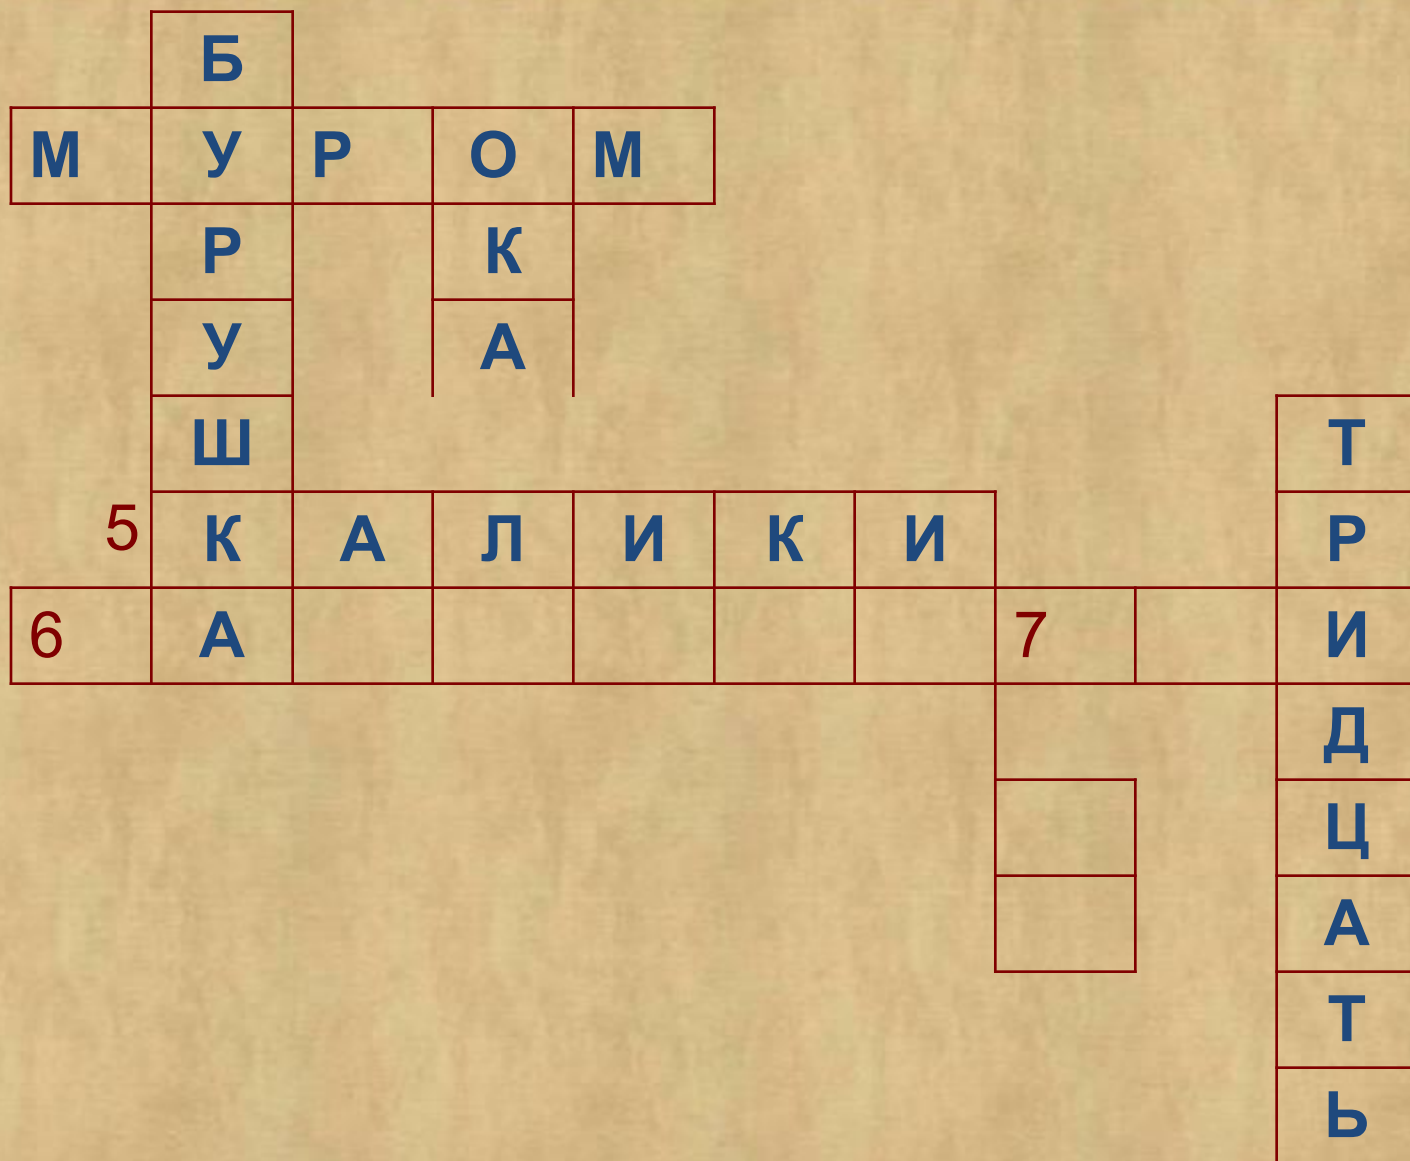 Б
М У Р О М
Р К
У А
Ш Т
5 К А Л И К И Р
6 А 7 И
Д
Ц
А
Т
Ь